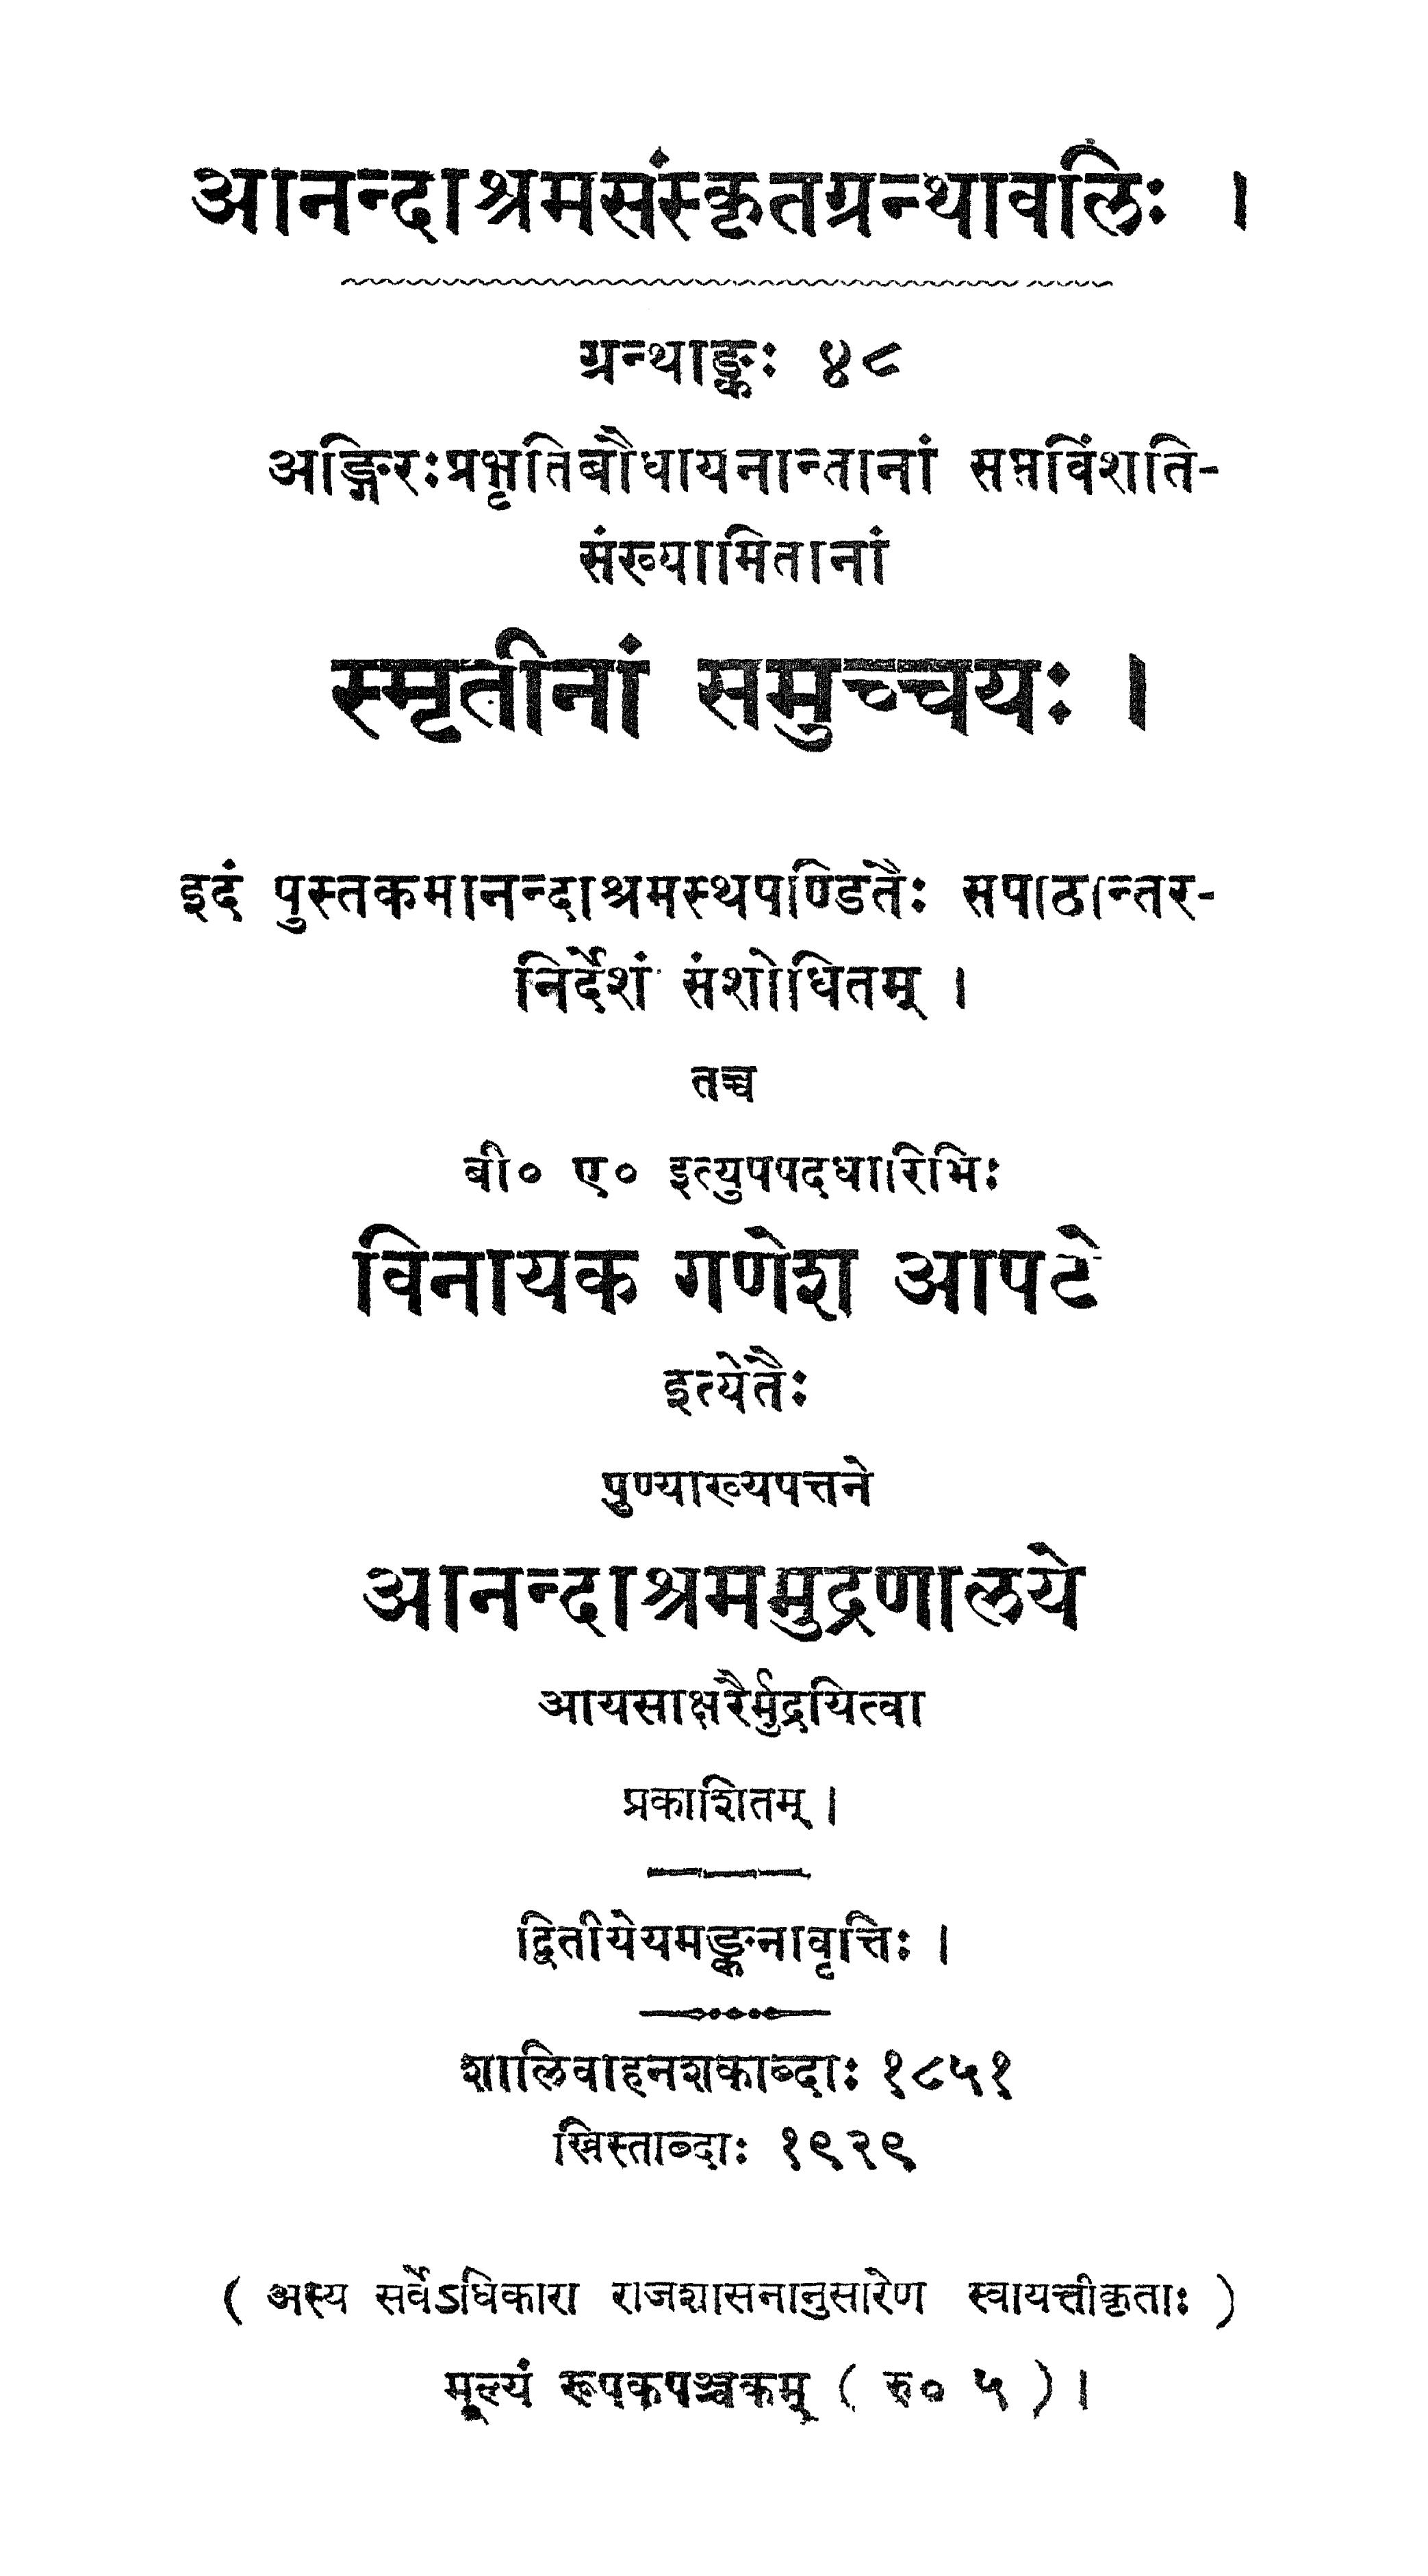 आनन्दाश्रमसंस्कृतग्रन्थावलिः ।
ग्रन्थाङ्कः ४८
अङ्गिरःप्रभृतिबौधायनान्तानां सप्तविंशति-
संख्यामितानां
स्मृतीनां समुच्चयः ।
इदं पुस्तकमानन्दाश्रमस्थपण्डितैः सपाठान्तर-
निर्देशं संशोधितम् ।
तच्च
बी० ए० इत्युपपदधारिभिः
विनायक गणेश आपटे
इत्येतैः
पुण्याख्यपत्तने
आनन्दाश्रममुद्रणालये
आयसाक्षरैर्मुद्रयित्वा
प्रकाशितम् ।
द्वितीयेयमङ्कनावृत्तिः ।
शालिवाहनशकाब्दाः १८५१
ख्रिस्ताब्दाः १९२९
( अस्य सर्वेऽधिकारा राजशासनानुसारेण स्वायत्तीकृताः )
मूल्यं रूपकपञ्चकम् ( रु० ५ ) ।